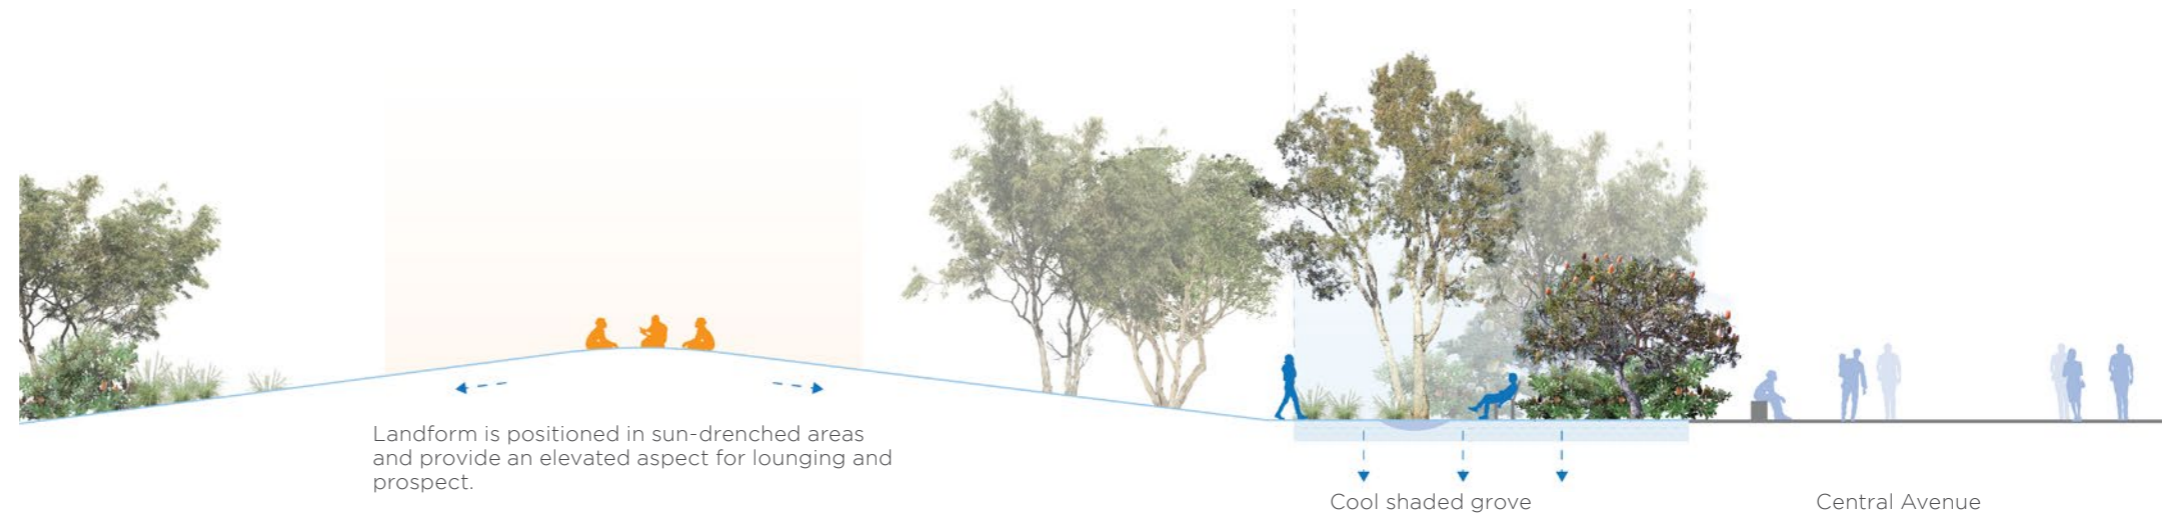 Landform is positioned in sun-drenched areas
and provide an elevated aspect for lounging and
prospect.
Cool shaded grove
Central Avenue